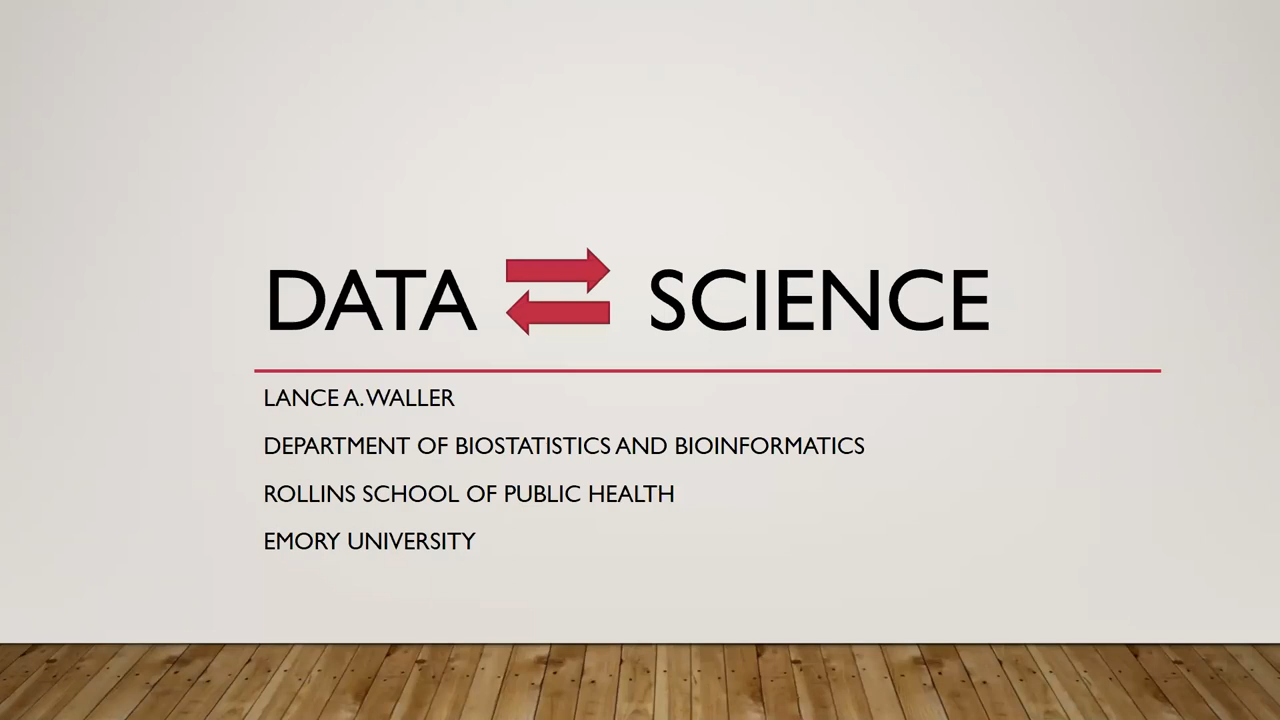 DATA SCIENCE
LANCE A. WALLER
DEPARTMENT OF BIOSTATISTICS AND BIOINFORMATICS
ROLLINS SCHOOL OF PUBLIC HEALTH
EMORY UNIVERSITY